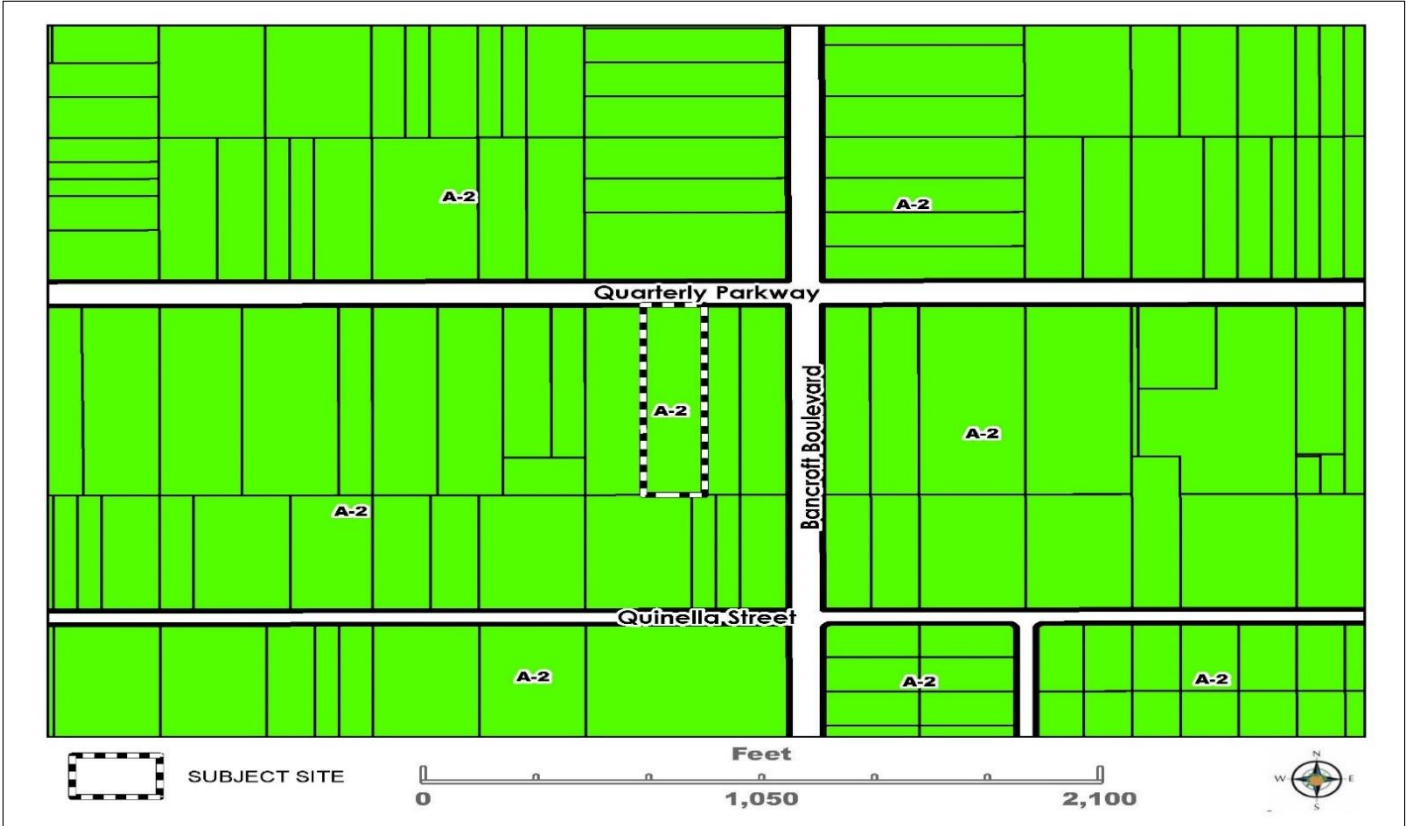 A-2
A-2
Quarterly Parkway
A-2
Bancroft Boulevard
A-2
A-2
Quinella Street
A-2
A-2
A-2
SUBJECT SITE
Feet
0 1,050 2,100
N
W E
S